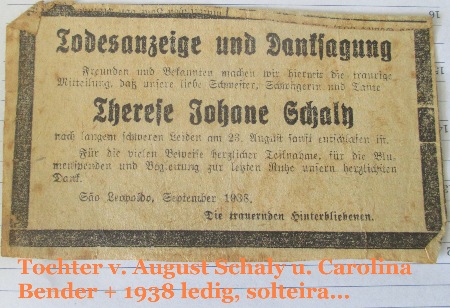 Todesanzeige und Danksagung
Freunden und Bekannten machen wir hiermit die traurige
Mitteilung, daß unsere liebe Schwester, Schwägerin und Tante
Therese Johane Schaly
nach langem schweren Leiden am 23. August sanft entschlafen ist.
Für die vielen Beweise herzlicher Teilnahme, für die Blu-
menspenden und Begleitung zur letzten Ruhe unsern herzlichsten
Dank.
São Leopoldo, September 1938.
Die trauernden Hinterbliebenen.
Tochter v. August Schaly u. Carolina
Bender + 1938 ledig, solteira...